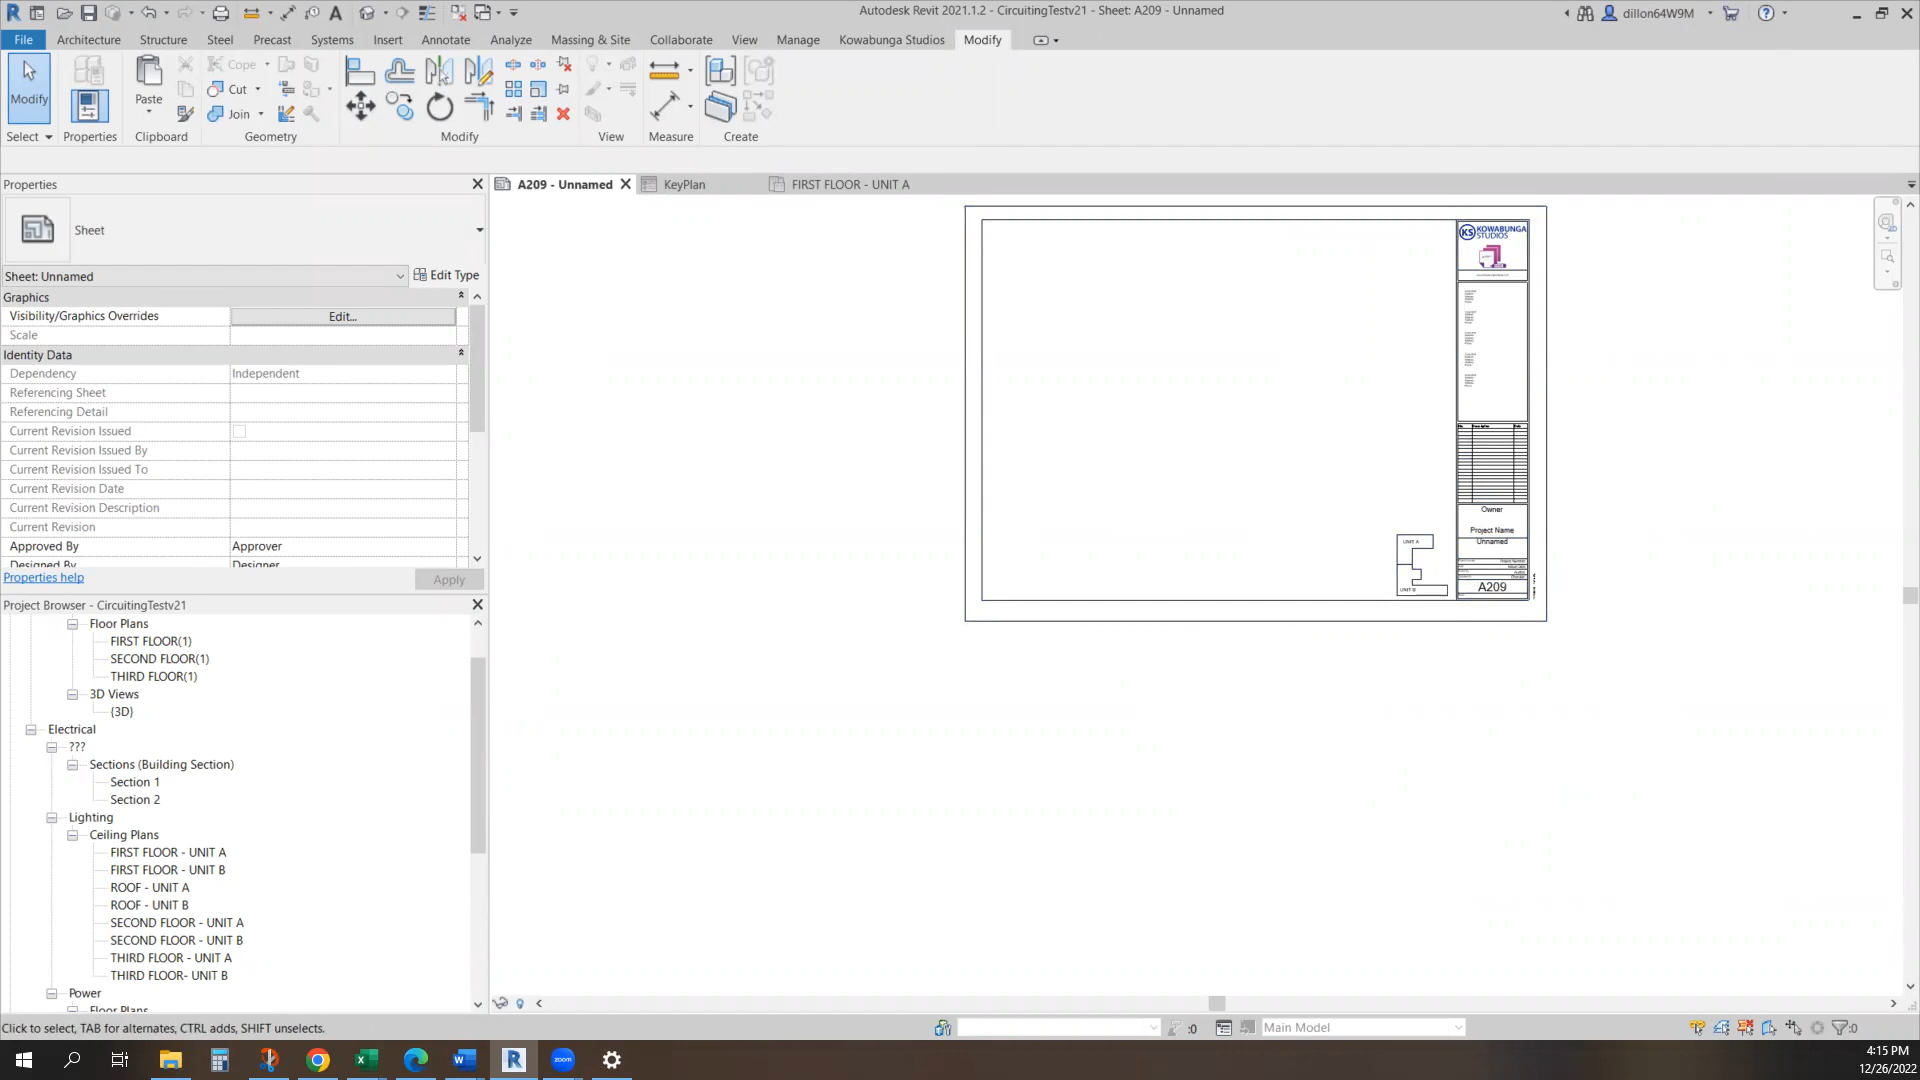 Autodesk Revit 2021.1.2 - CircuitingTestv21 - Sheet: A209 - Unnamed
dillon64W9M
File Architecture Structure Steel Precast Systems Insert Annotate Analyze Massing & Site Collaborate View Manage Kowabunga Studios Modify
Modify
Paste
Cope
Cut
Join
Select Properties Clipboard Geometry Modify View Measure Create
Properties
A209 - Unnamed
KeyPlan
FIRST FLOOR - UNIT A
Sheet
Sheet: Unnamed
Edit Type
Graphics
Visibility/Graphics Overrides Edit...
Scale
Identity Data
Dependency Independent
Referencing Sheet
Referencing Detail
Current Revision Issued
Current Revision Issued By
Current Revision Issued To
Current Revision Date
Current Revision Description
Current Revision
Approved By Approver
Designed By Designer
Properties help
Apply
Project Browser - CircuitingTestv21
Floor Plans
FIRST FLOOR(1)
SECOND FLOOR(1)
THIRD FLOOR(1)
3D Views
{3D}
Electrical
???
Sections (Building Section)
Section 1
Section 2
Lighting
Ceiling Plans
FIRST FLOOR - UNIT A
FIRST FLOOR - UNIT B
ROOF - UNIT A
ROOF - UNIT B
SECOND FLOOR - UNIT A
SECOND FLOOR - UNIT B
THIRD FLOOR - UNIT A
THIRD FLOOR- UNIT B
Power
Floor Plans
KS KOWABUNGA
STUDIOS
Owner
Project Name
Unnamed
A209
UNIT A
UNIT B
Click to select, TAB for alternates, CTRL adds, SHIFT unselects.
:0
Main Model
:0
zoom
4:15 PM
12/26/2022